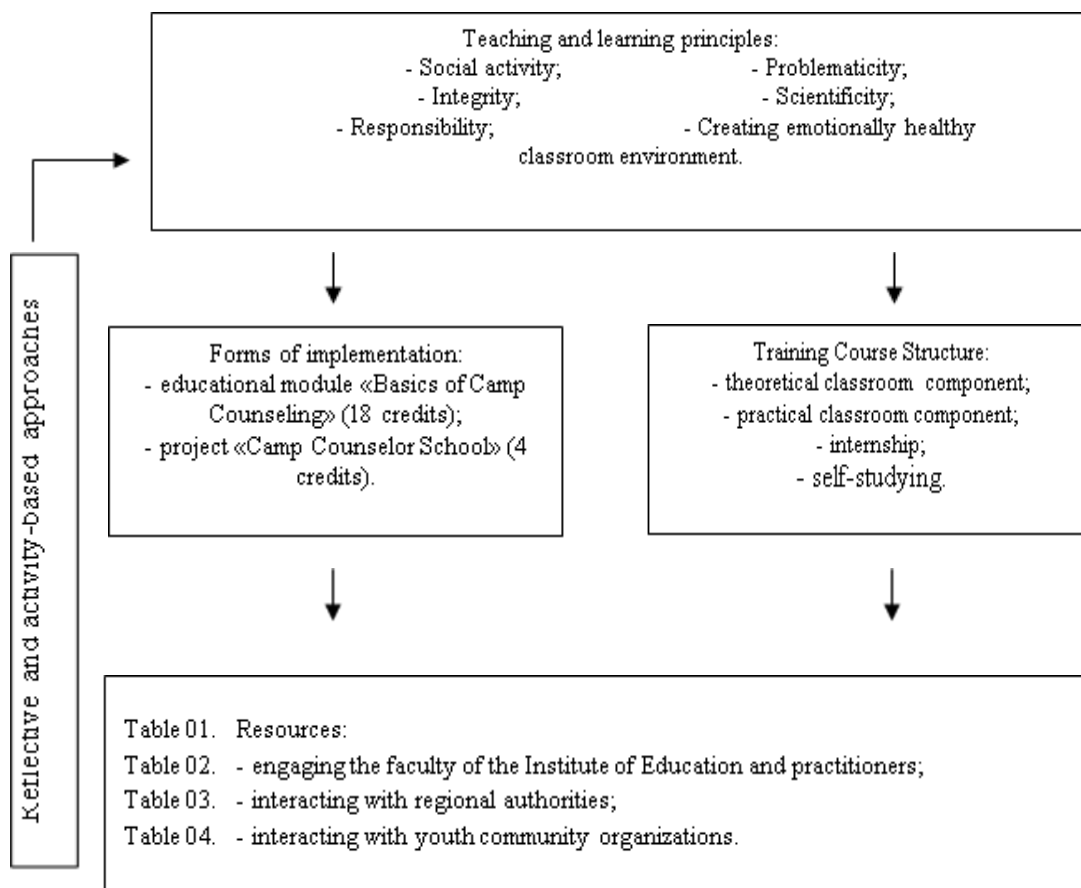 Teaching and learning principles:
- Social activity; - Problematicity;
- Integrity; - Scientificity;
- Responsibility; - Creating emotionally healthy
classroom environment.
Reflective and activity-based approaches
Forms of implementation:
- educational module «Basics of Camp
Counseling» (18 credits);
- project «Camp Counselor School» (4
credits).
Training Course Structure:
- theoretical classroom component;
- practical classroom component;
- internship;
- self-studying.
Table 01. Resources:
Table 02. - engaging the faculty of the Institute of Education and practitioners;
Table 03. - interacting with regional authorities;
Table 04. - interacting with youth community organizations.